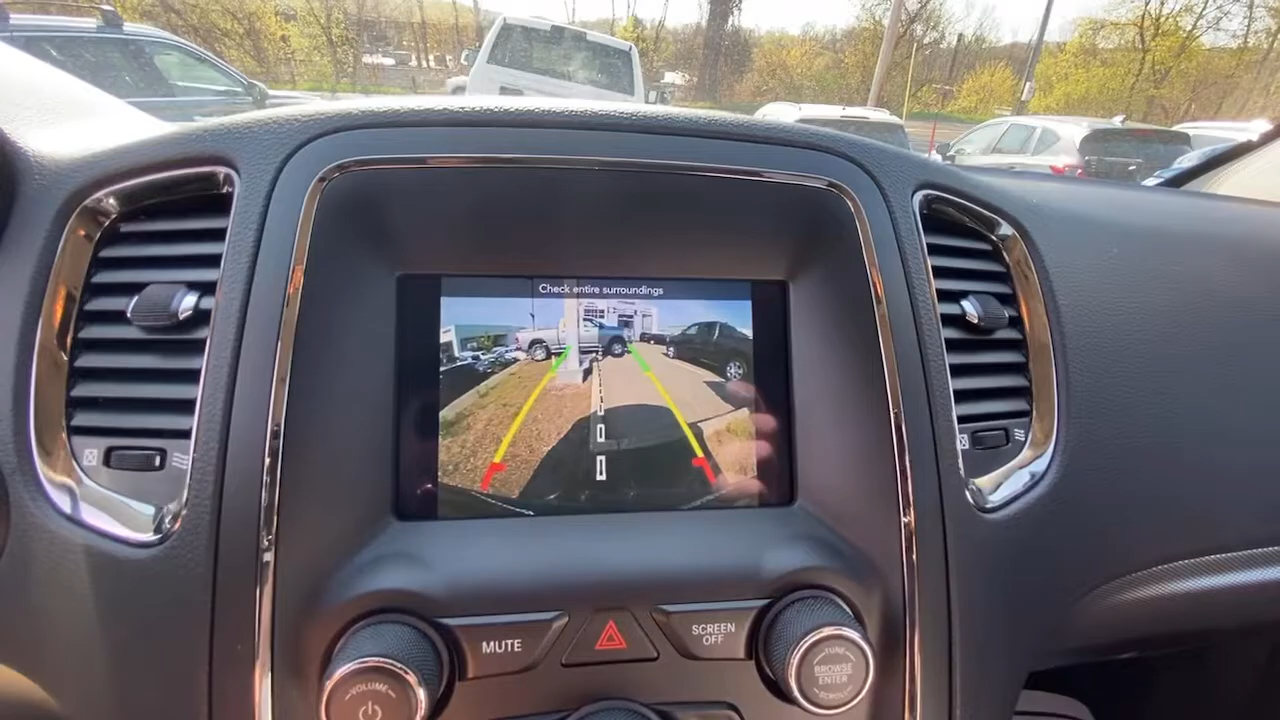 Check entire surroundings
MUTE
SCREEN
OFF
VOLUME
TUNE
BROWSE
ENTER
SCROLL